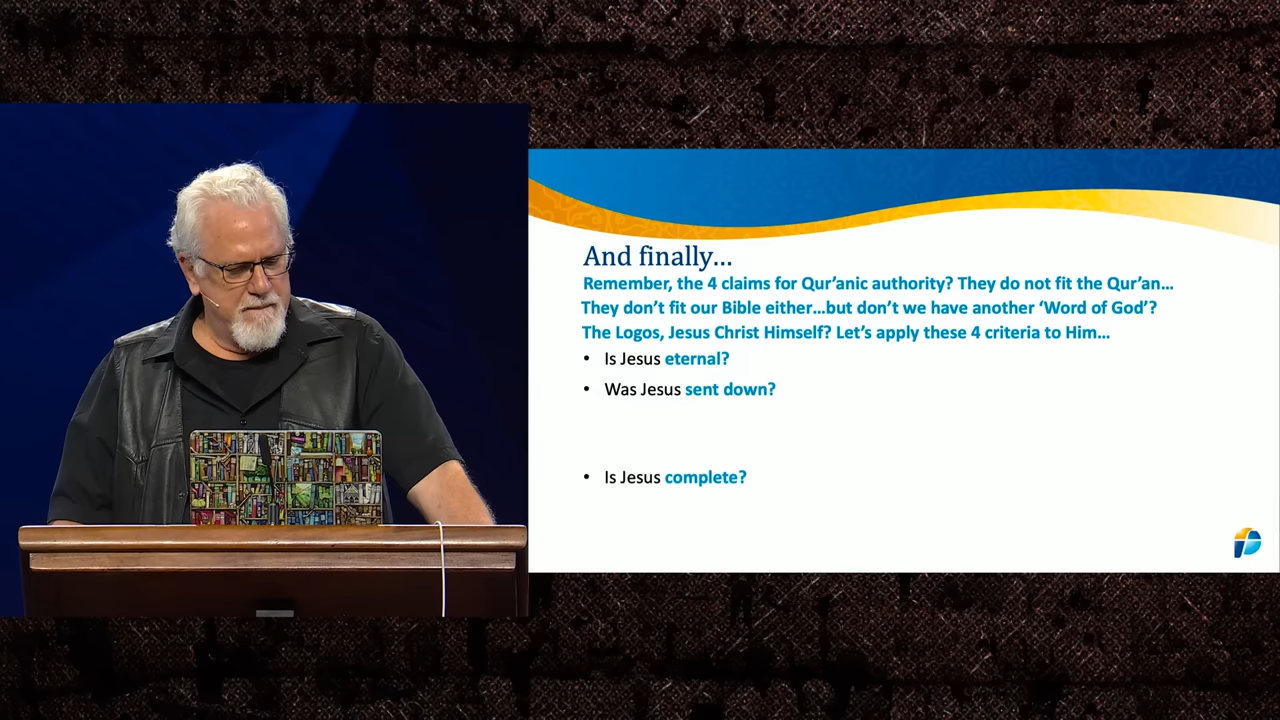 And finally...
Remember, the 4 claims for Qur’anic authority? They do not fit the Qur’an…
They don’t fit our Bible either…but don’t we have another ‘Word of God’?
The Logos, Jesus Christ Himself? Let’s apply these 4 criteria to Him…
• Is Jesus eternal?
• Was Jesus sent down?
• Is Jesus complete?